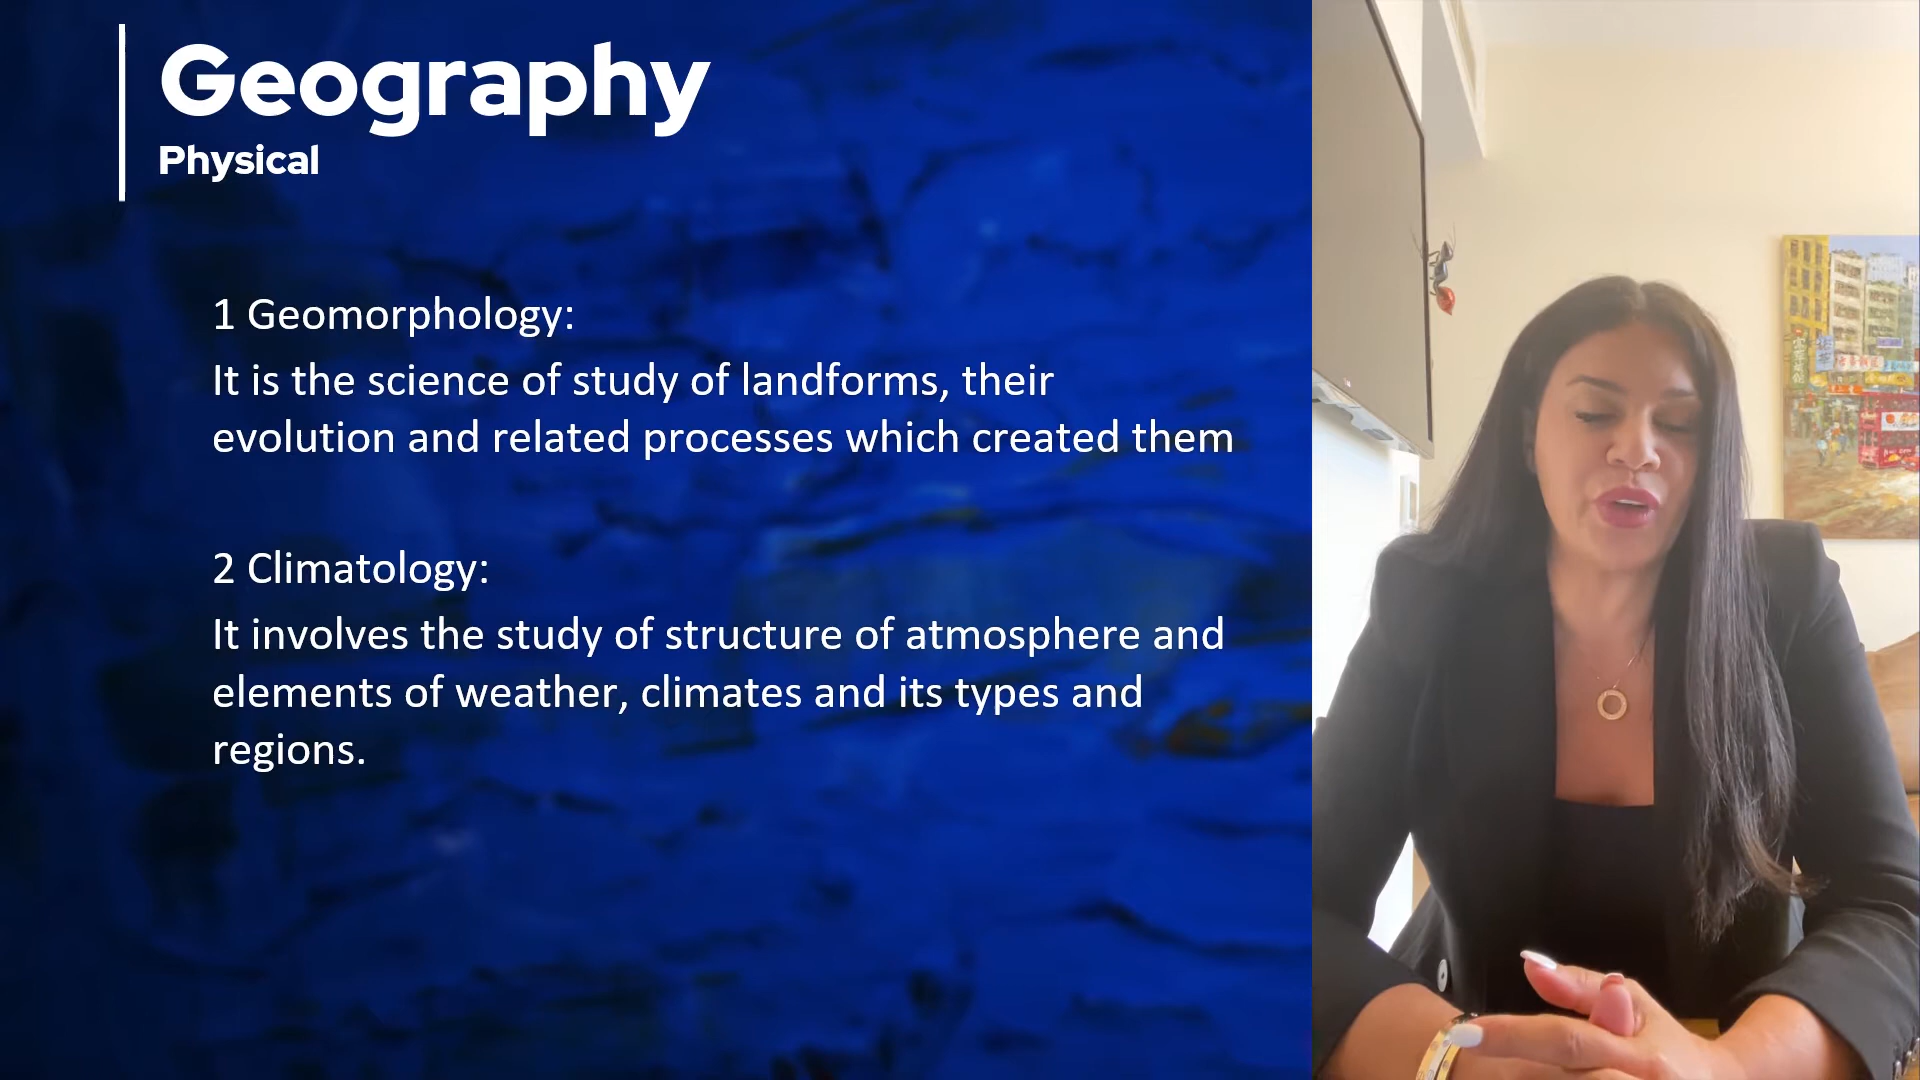 Geography
Physical
1 Geomorphology:
It is the science of study of landforms, their
evolution and related processes which created them
2 Climatology:
It involves the study of structure of atmosphere and
elements of weather, climates and its types and
regions.